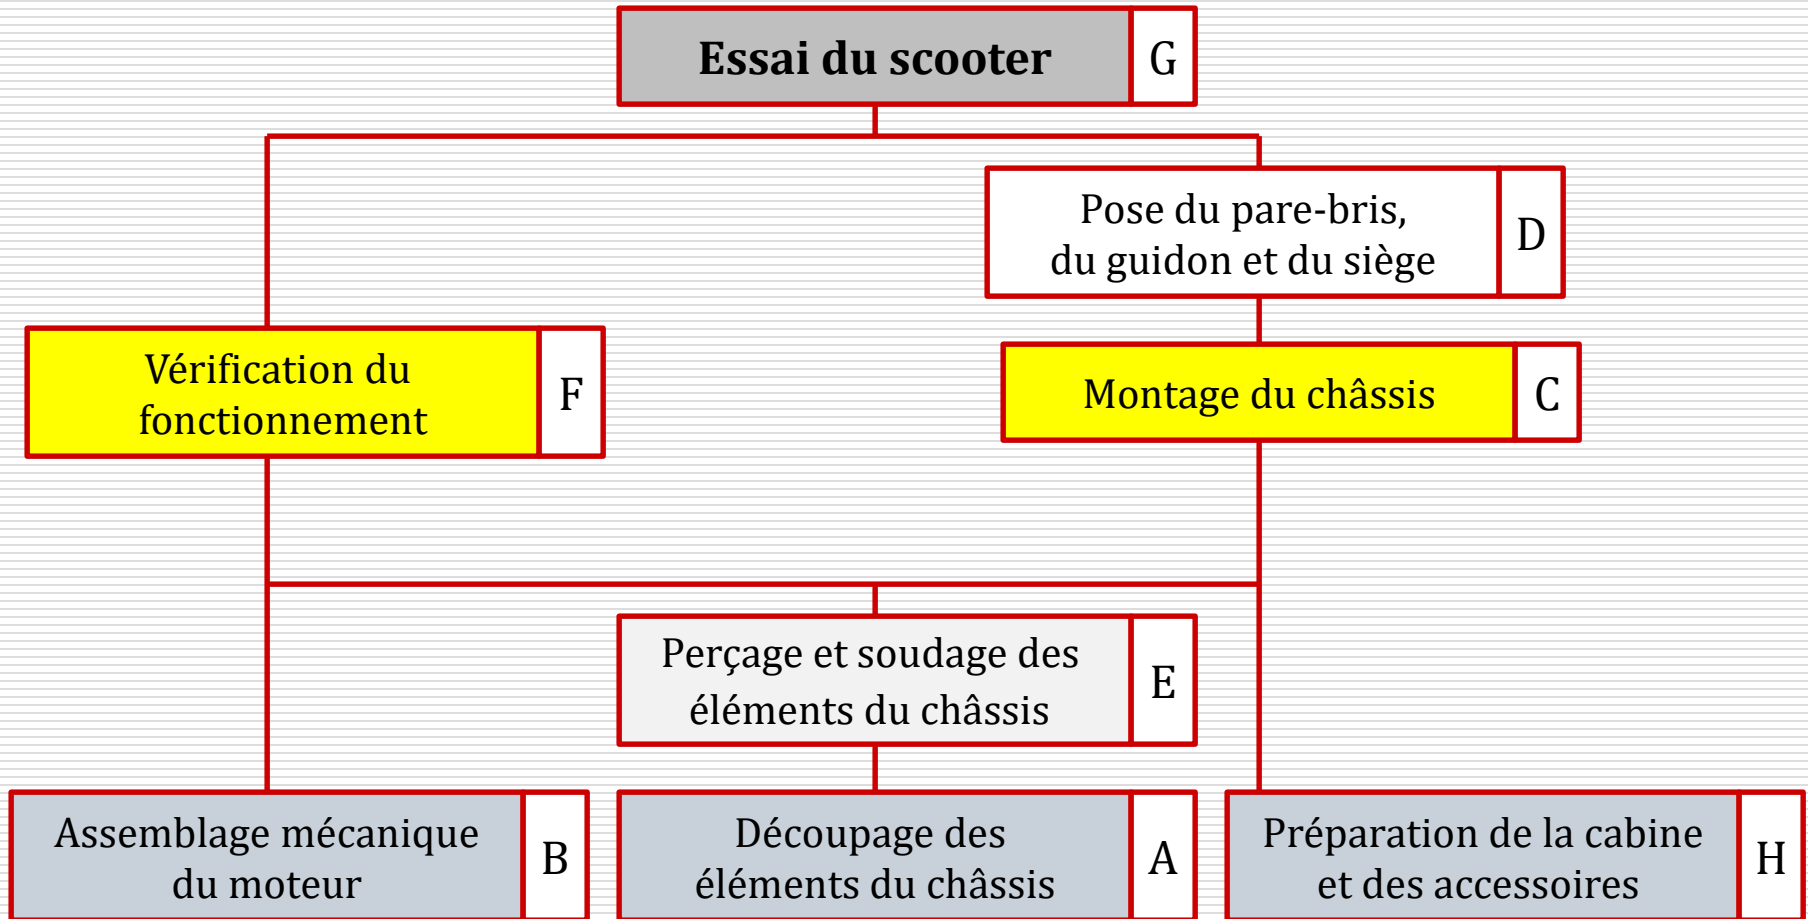 Essai du scooter
G
Pose du pare-bris,
du guidon et du siège
D
Vérification du
fonctionnement
F
Montage du châssis
C
Perçage et soudage des
éléments du châssis
E
Assemblage mécanique
du moteur
B
Découpage des
éléments du châssis
A
Préparation de la cabine
et des accessoires
H